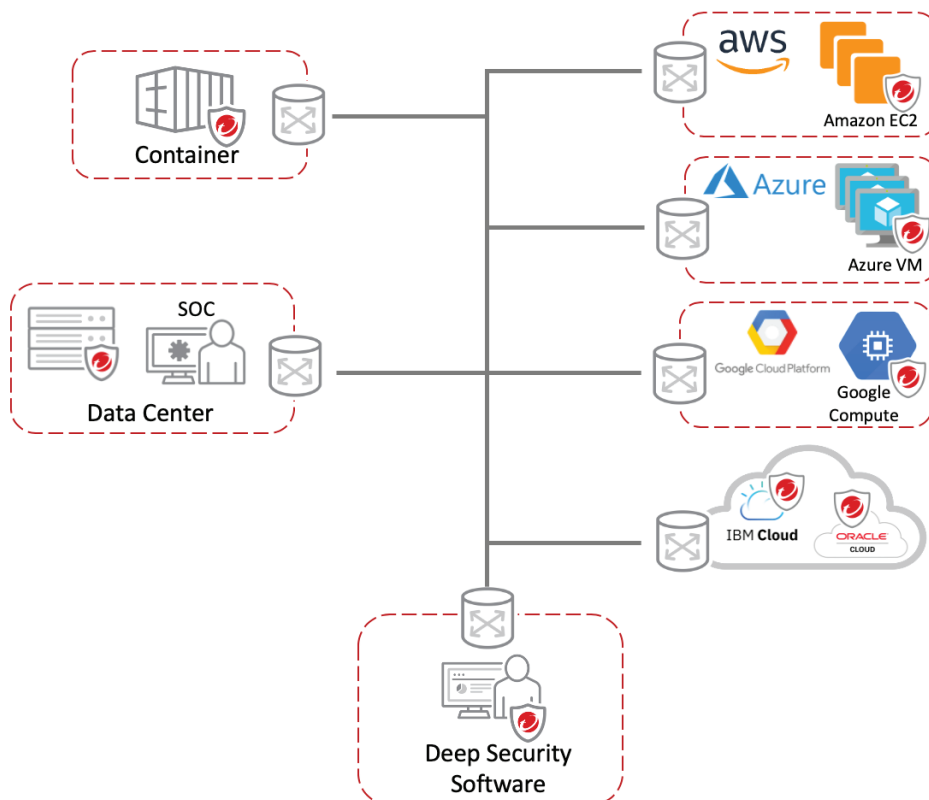 aws
Amazon EC2
Container
Azure
Azure VM
SOC
Data Center
Google Cloud Platform
Google
Compute
IBM Cloud
ORACLE
CLOUD
Deep Security
Software